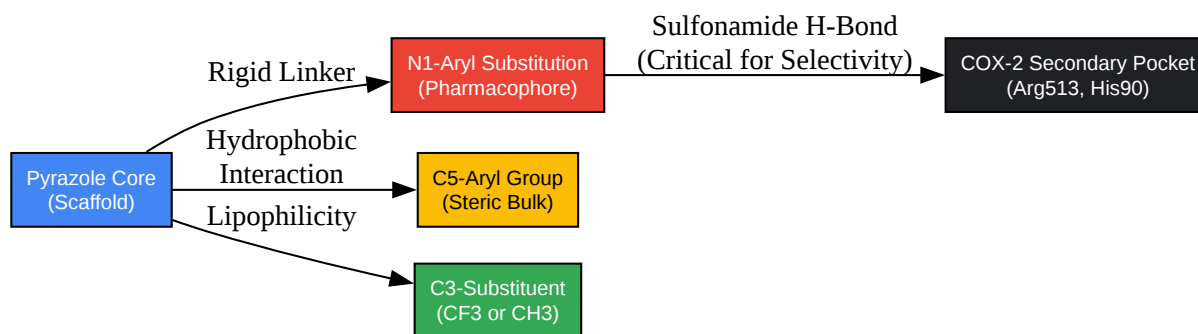 Sulfonamide H-Bond
(Critical for Selectivity)
Rigid Linker
N1-Aryl Substitution
(Pharmacophore)
COX-2 Secondary Pocket
(Arg513, His90)
Hydrophobic
Interaction
Pyrazole Core
(Scaffold)
C5-Aryl Group
(Steric Bulk)
Lipophilicity
C3-Substituent
(CF3 or CH3)